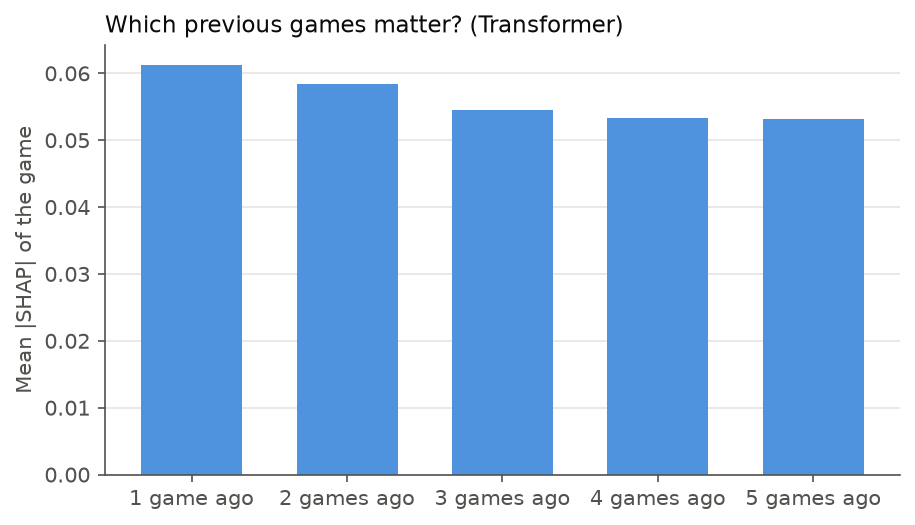 Which previous games matter? (Transformer)
Mean |SHAP| of the game
0.06
0.05
0.04
0.03
0.02
0.01
0.00
1 game ago
2 games ago
3 games ago
4 games ago
5 games ago